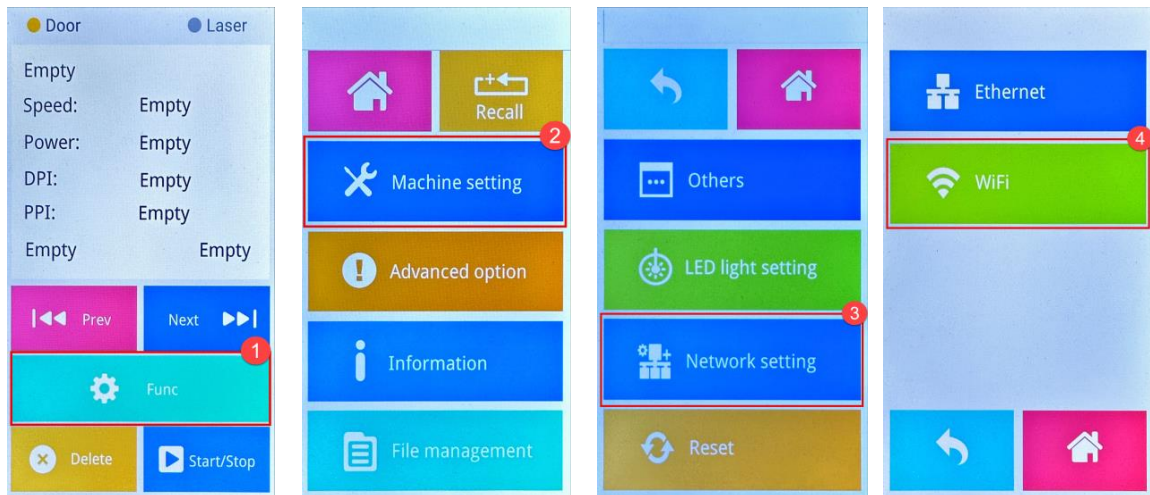 Door Laser
Empty
Speed: Empty
Power: Empty
DPI: Empty
PPI: Empty
Empty Empty
Prev Next
1
Func
Delete Start/Stop
Recall
2
Machine setting
Advanced option
Information
File management
Others
LED light setting
3
Network setting
Reset
Ethernet
4
WiFi